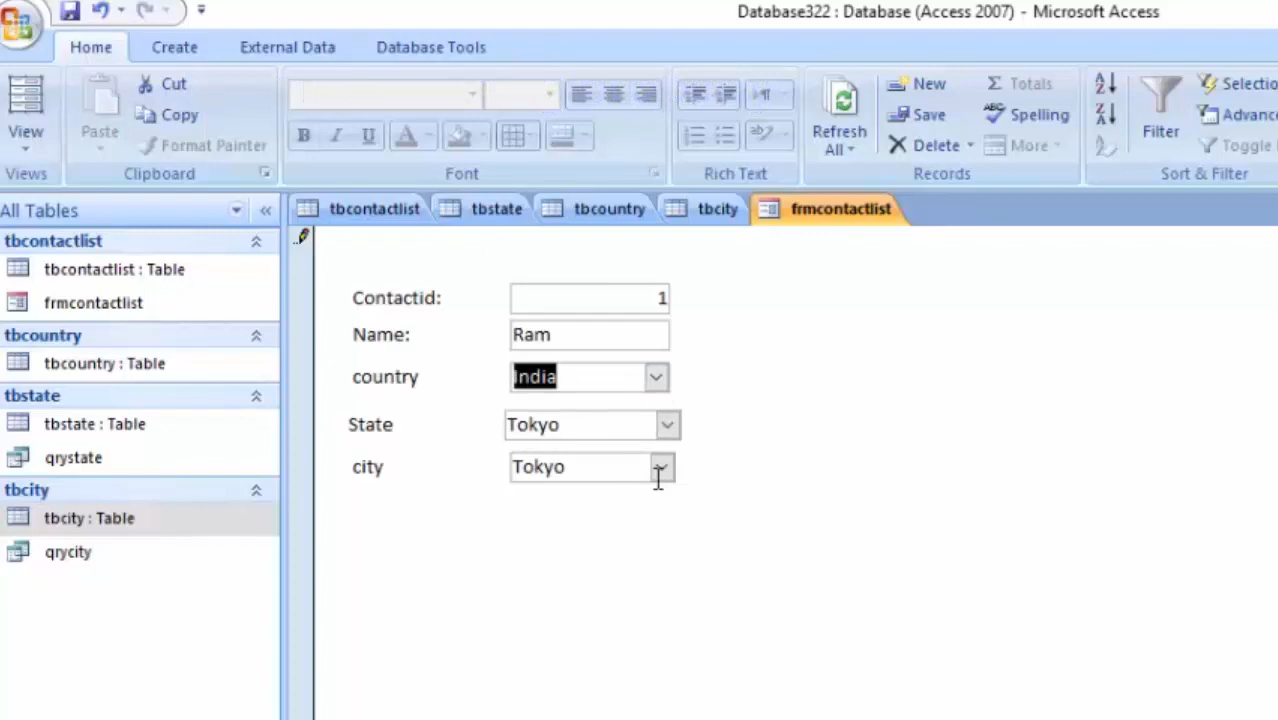 Database322 : Database (Access 2007) - Microsoft Access
Home Create External Data Database Tools
View
Views
Paste
Cut
Copy
Format Painter
Clipboard
B I U A
Font
Rich Text
Refresh
All
New
Save
Delete
Σ Totals
ABC Spelling
More
Records
A
Z
Z
A
Filter
Selectio
Advanc
Toggle
Sort & Filter
All Tables
tbcontactlist
tbcontactlist : Table
frmcontactlist
tbcountry
tbcountry : Table
tbstate
tbstate : Table
qrystate
tbcity
tbcity : Table
qrycity
tbcontactlist tbstate tbcountry tbcity frmcontactlist
Contactid: 1
Name: Ram
country India
State Tokyo
city Tokyo